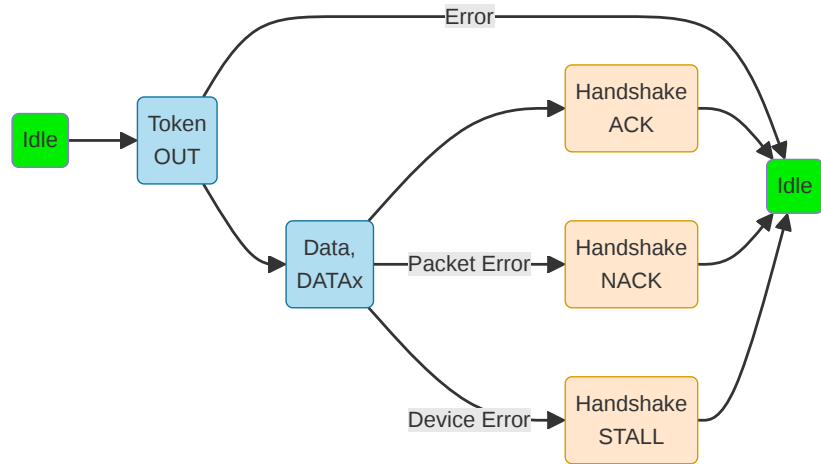 Error
Idle
Token
OUT
Handshake
ACK
Idle
Data,
DATAx
Packet Error
Handshake
NACK
Device Error
Handshake
STALL